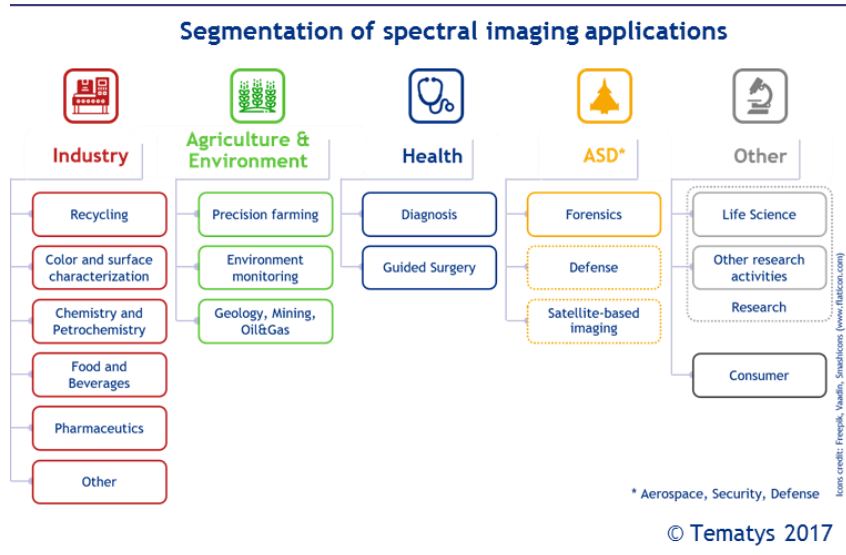 Segmentation of spectral imaging applications
Industry
Agriculture &
Environment
Health
ASD*
Other
Recycling
Color and surface
characterization
Chemistry and
Petrochemistry
Food and
Beverages
Pharmaceutics
Other
Precision farming
Environment
monitoring
Geology, Mining,
Oil&Gas
Diagnosis
Guided Surgery
Forensics
Defense
Satellite-based
imaging
Life Science
Other research
activities
Research
Consumer
Icons credit: Freepik, Vaadin, Smashicons (www.flaticon.com)
* Aerospace, Security, Defense
© Tematys 2017